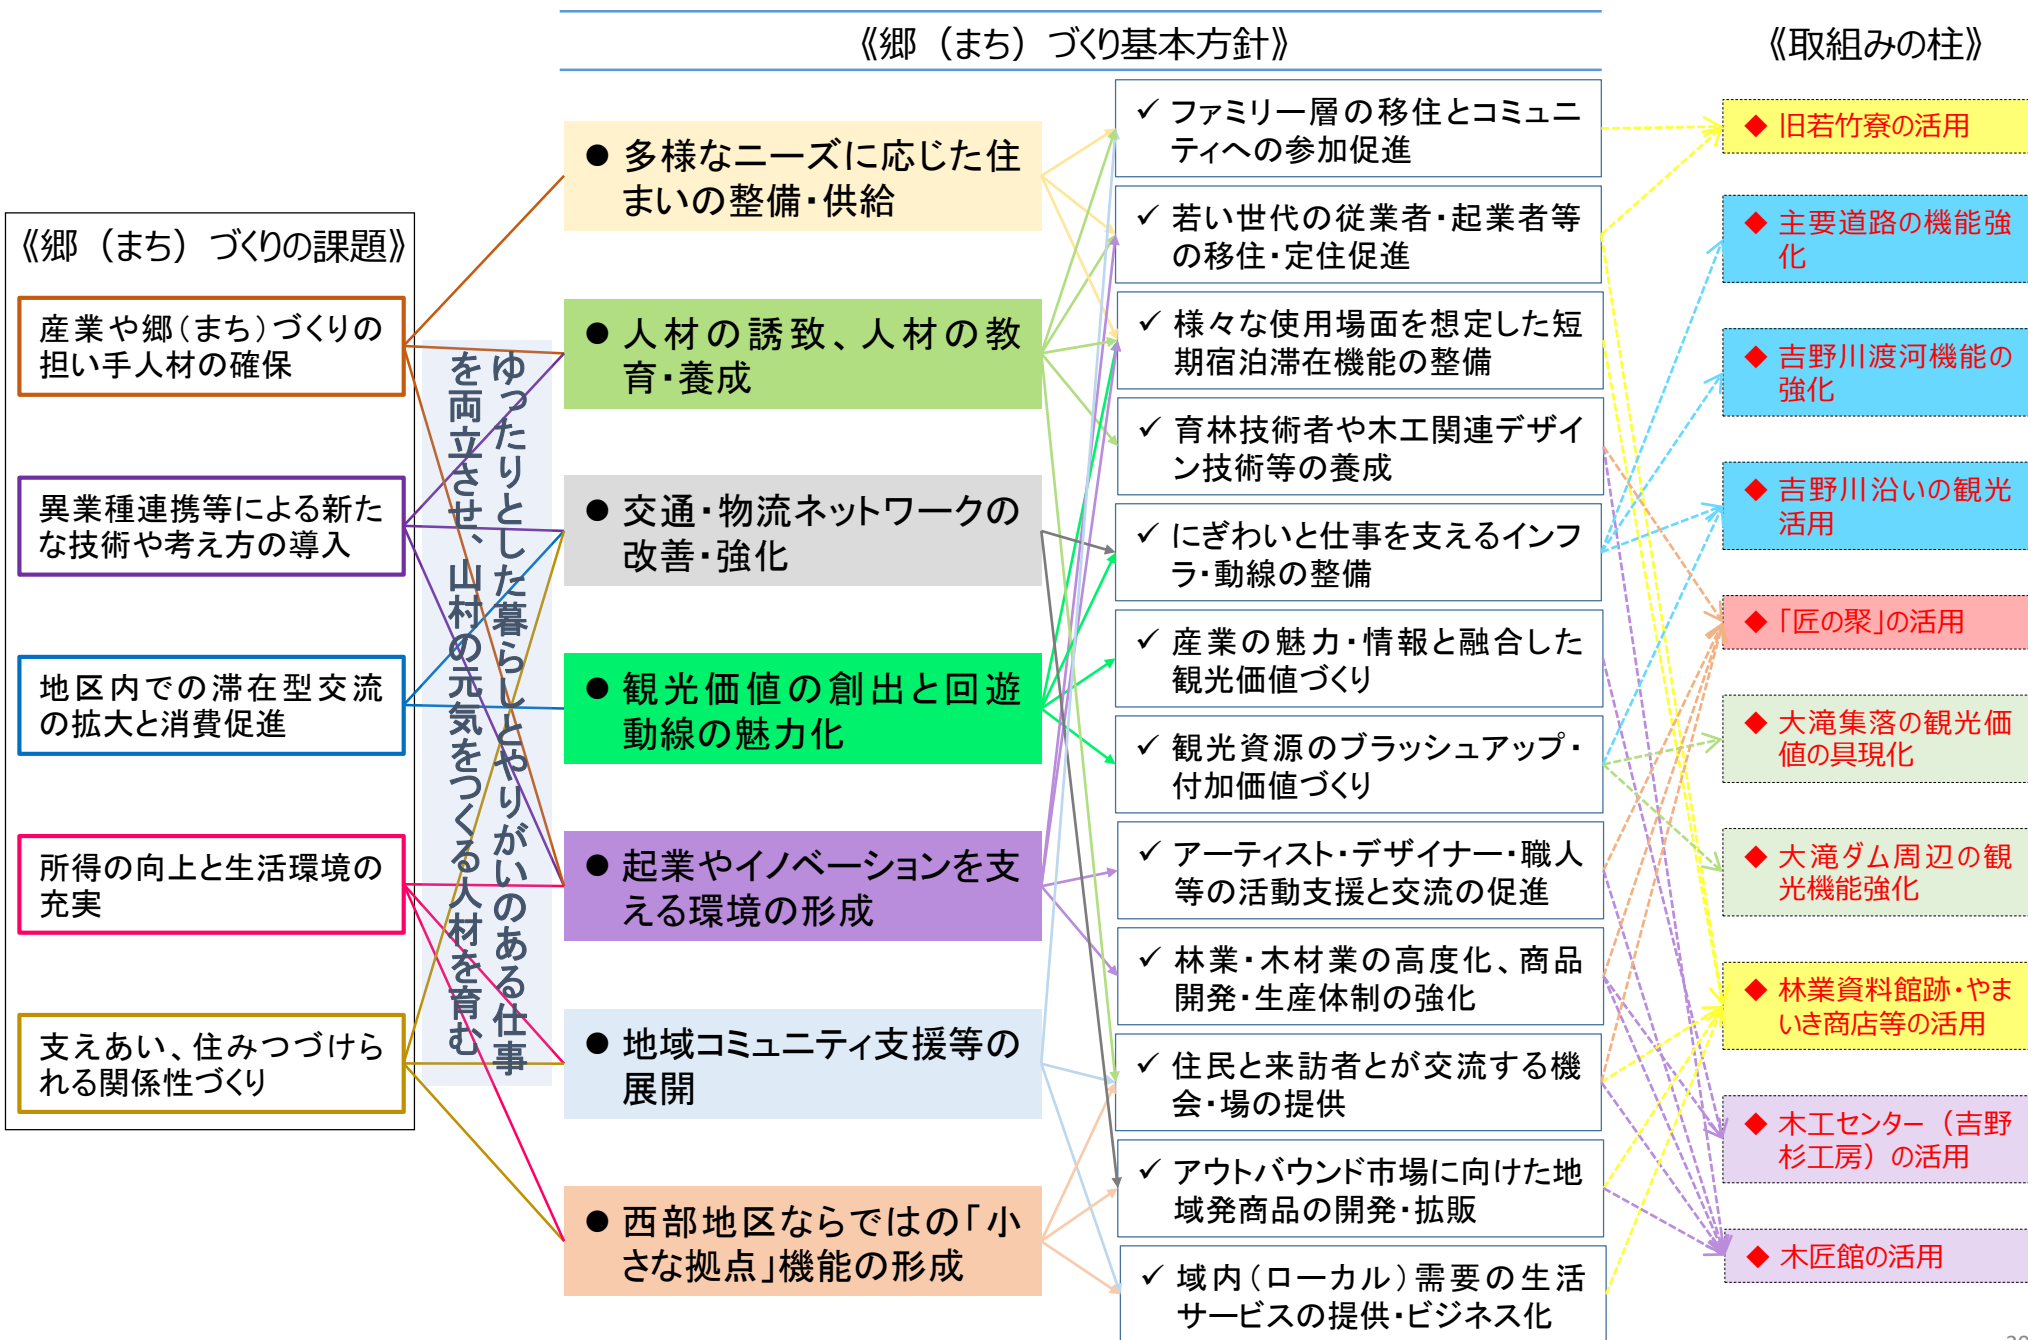 《郷（まち）づくり基本方針》
《取組みの柱》
《郷（まち）づくりの課題》
産業や郷（まち）づくりの
担い手人材の確保
異業種連携等による新た
な技術や考え方の導入
地区内での滞在型交流
の拡大と消費促進
所得の向上と生活環境の
充実
支えあい、住みつづけら
れる関係性づくり
ゆったりとした暮らしとやりがいのある仕事
を両立させ、山村の元気をつくる人材を育む
● 多様なニーズに応じた住
まいの整備・供給
● 人材の誘致、人材の教
育・養成
● 交通・物流ネットワークの
改善・強化
● 観光価値の創出と回遊
動線の魅力化
● 起業やイノベーションを支
える環境の形成
● 地域コミュニティ支援等の
展開
● 西部地区ならではの「小
さな拠点」機能の形成
✓ ファミリー層の移住とコミュニ
ティへの参加促進
✓ 若い世代の従業者・起業者等
の移住・定住促進
✓ 様々な使用場面を想定した短
期宿泊滞在機能の整備
✓ 育林技術者や木工関連デザイ
ン技術等の養成
✓ にぎわいと仕事を支えるインフ
ラ・動線の整備
✓ 産業の魅力・情報と融合した
観光価値づくり
✓ 観光資源のブラッシュアップ・
付加価値づくり
✓ アーティスト・デザイナー・職人
等の活動支援と交流の促進
✓ 林業・木材業の高度化、商品
開発・生産体制の強化
✓ 住民と来訪者とが交流する機
会・場の提供
✓ アウトバウンド市場に向けた地
域発商品の開発・拡販
✓ 域内（ローカル）需要の生活
サービスの提供・ビジネス化
◆ 旧若竹寮の活用
◆ 主要道路の機能強
化
◆ 吉野川渡河機能の
強化
◆ 吉野川沿いの観光
活用
◆ 「匠の聚」の活用
◆ 大滝集落の観光価
値の具現化
◆ 大滝ダム周辺の観
光機能強化
◆ 林業資料館跡・やま
いき商店等の活用
◆ 木工センター（吉野
杉工房）の活用
◆ 木匠館の活用